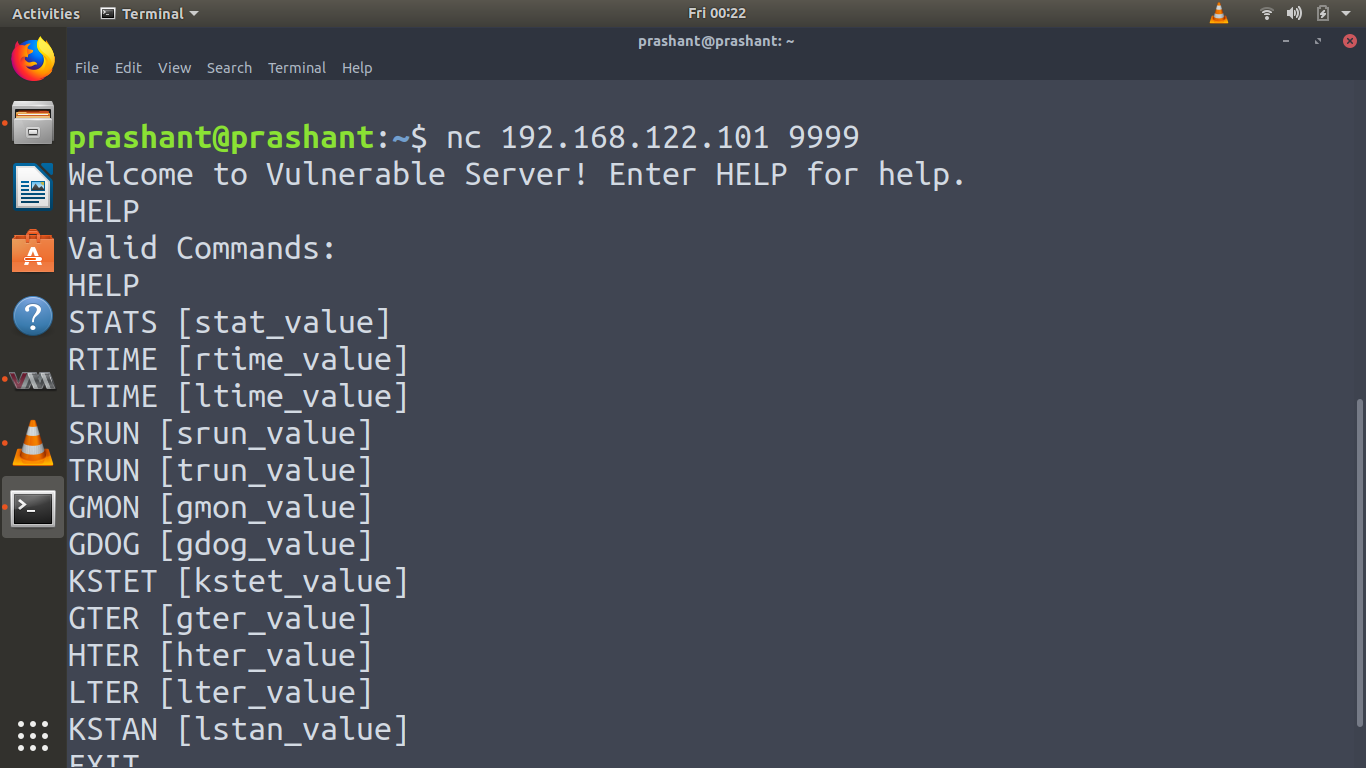 Activities Terminal Fri 00:22
prashant@prashant: ~
File Edit View Search Terminal Help
prashant@prashant:~$ nc 192.168.122.101 9999
Welcome to Vulnerable Server! Enter HELP for help.
HELP
Valid Commands:
HELP
STATS [stat_value]
RTIME [rtime_value]
LTIME [ltime_value]
SRUN [srun_value]
TRUN [trun_value]
GMON [gmon_value]
GDOG [gdog_value]
KSTET [kstet_value]
GTER [gter_value]
HTER [hter_value]
LTER [lter_value]
KSTAN [lstan_value]
EXIT